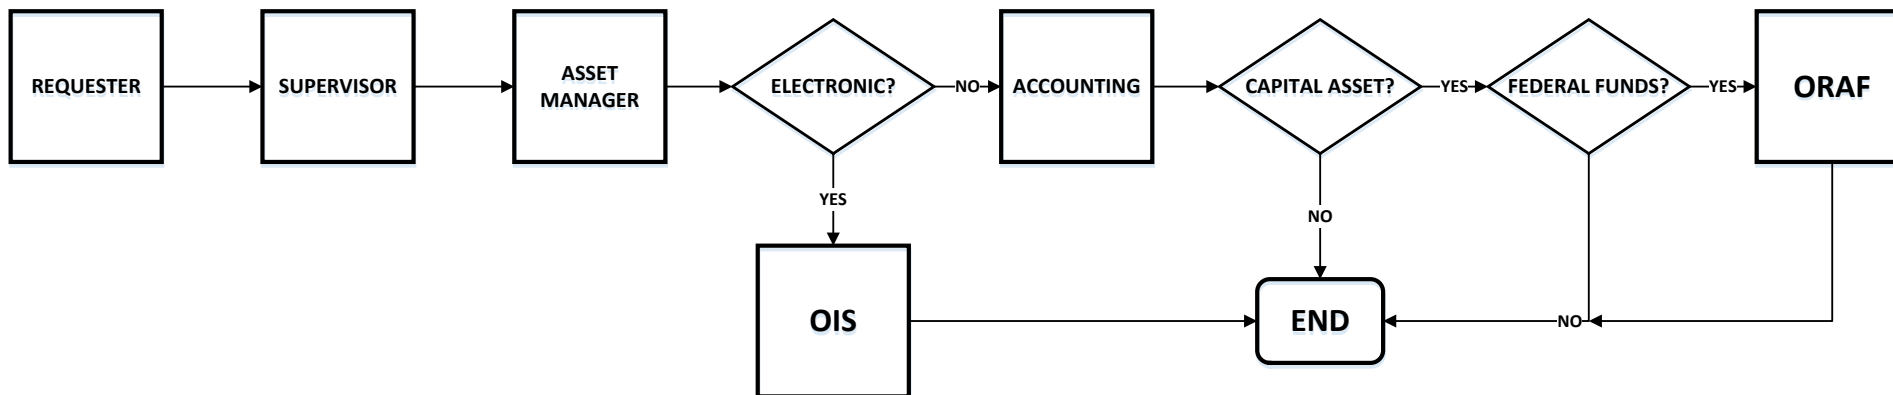 REQUESTER
SUPERVISOR
ASSET
MANAGER
ELECTRONIC?
NO
ACCOUNTING
CAPITAL ASSET?
YES
FEDERAL FUNDS?
YES
ORAF
YES
NO
OIS
END
NO